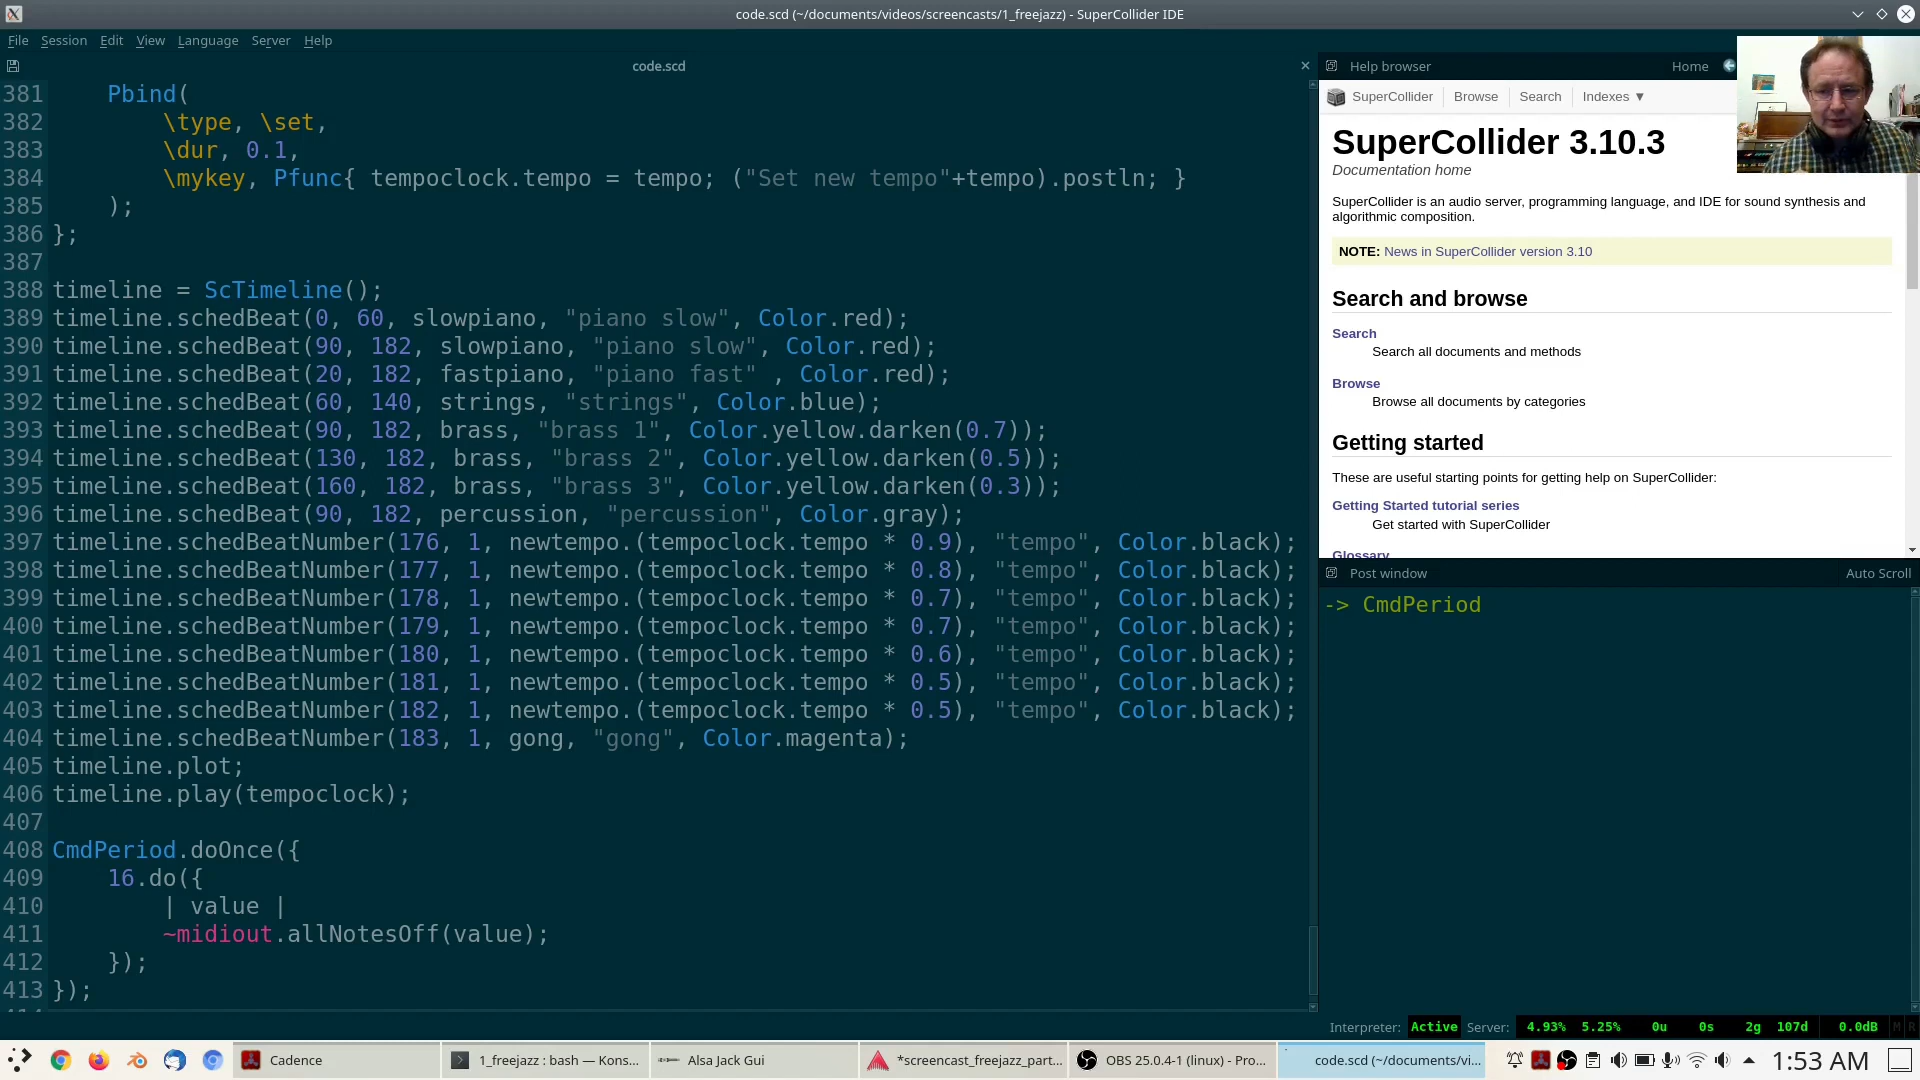 code.scd (~/documents/videos/screencasts/1_freejazz) - SuperCollider IDE
File Session Edit View Language Server Help
code.scd
381 Pbind(
382 \type, \set,
383 \dur, 0.1,
384 \mykey, Pfunc{ tempoclock.tempo = tempo; ("Set new tempo"+tempo).postln; }
385 );
386 };
387
388 timeline = ScTimeline();
389 timeline.schedBeat(0, 60, slowpiano, "piano slow", Color.red);
390 timeline.schedBeat(90, 182, slowpiano, "piano slow", Color.red);
391 timeline.schedBeat(20, 182, fastpiano, "piano fast" , Color.red);
392 timeline.schedBeat(60, 140, strings, "strings", Color.blue);
393 timeline.schedBeat(90, 182, brass, "brass 1", Color.yellow.darken(0.7));
394 timeline.schedBeat(130, 182, brass, "brass 2", Color.yellow.darken(0.5));
395 timeline.schedBeat(160, 182, brass, "brass 3", Color.yellow.darken(0.3));
396 timeline.schedBeat(90, 182, percussion, "percussion", Color.gray);
397 timeline.schedBeatNumber(176, 1, newtempo.(tempoclock.tempo * 0.9), "tempo", Color.black);
398 timeline.schedBeatNumber(177, 1, newtempo.(tempoclock.tempo * 0.8), "tempo", Color.black);
399 timeline.schedBeatNumber(178, 1, newtempo.(tempoclock.tempo * 0.7), "tempo", Color.black);
400 timeline.schedBeatNumber(179, 1, newtempo.(tempoclock.tempo * 0.7), "tempo", Color.black);
401 timeline.schedBeatNumber(180, 1, newtempo.(tempoclock.tempo * 0.6), "tempo", Color.black);
402 timeline.schedBeatNumber(181, 1, newtempo.(tempoclock.tempo * 0.5), "tempo", Color.black);
403 timeline.schedBeatNumber(182, 1, newtempo.(tempoclock.tempo * 0.5), "tempo", Color.black);
404 timeline.schedBeatNumber(183, 1, gong, "gong", Color.magenta);
405 timeline.plot;
406 timeline.play(tempoclock);
407
408 CmdPeriod.doOnce({
409 16.do({
410 | value |
411 ~midiout.allNotesOff(value);
412 });
413 });
Help browser Home
SuperCollider Browse Search Indexes ▼
SuperCollider 3.10.3
Documentation home
SuperCollider is an audio server, programming language, and IDE for sound synthesis and
algorithmic composition.
NOTE: News in SuperCollider version 3.10
Search and browse
Search
Search all documents and methods
Browse
Browse all documents by categories
Getting started
These are useful starting points for getting help on SuperCollider:
Getting Started tutorial series
Get started with SuperCollider
Glossary
Post window Auto Scroll
-> CmdPeriod
Interpreter: Active Server: 4.93% 5.25% 0u 0s 2g 107d 0.0dB M R
Cadence 1_freejazz : bash — Kons... Alsa Jack Gui *screencast_freejazz_part... OBS 25.0.4-1 (linux) - Pro... code.scd (~/documents/vi... 1:53 AM